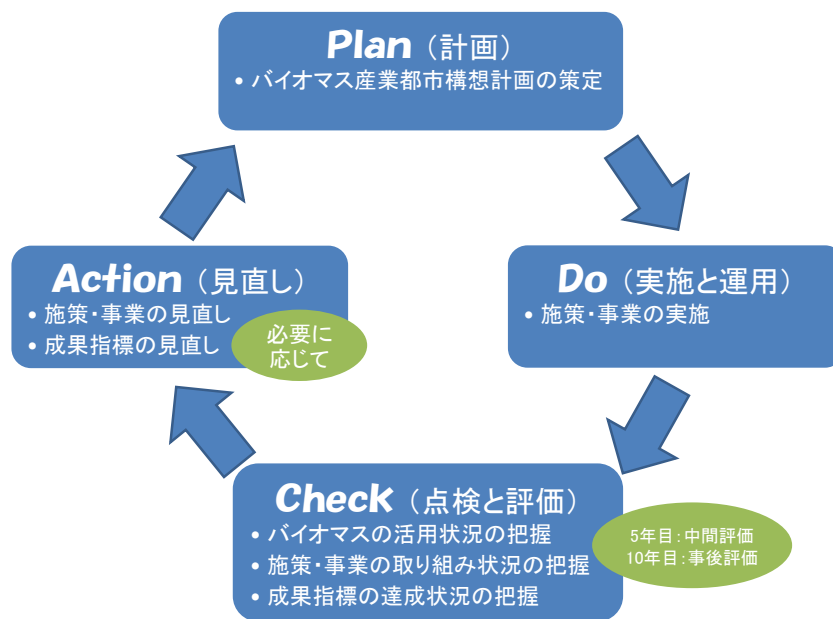 Plan（計画）
• バイオマス産業都市構想計画の策定
Do（実施と運用）
• 施策・事業の実施
Check（点検と評価）
• バイオマスの活用状況の把握
• 施策・事業の取り組み状況の把握
• 成果指標の達成状況の把握
5年目：中間評価
10年目：事後評価
Action（見直し）
• 施策・事業の見直し
• 成果指標の見直し
必要に
応じて